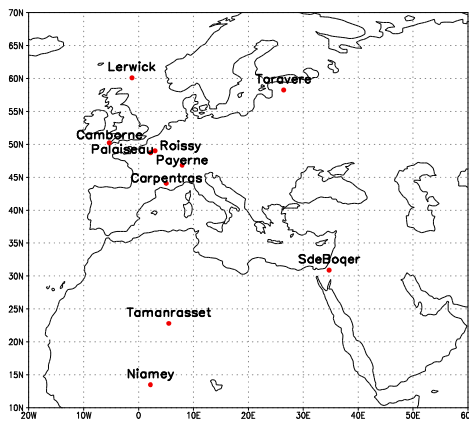 70N
65N
Lerwick
60N
Toravere
55N
Camborne
50N
Roissy
Palaiseau
Payerne
45N
Carpentras
40N
35N
SdeBoqer
30N
25N
Tamanrasset
20N
15N
Niamey
10N
20W 10W 0 10E 20E 30E 40E 50E 60